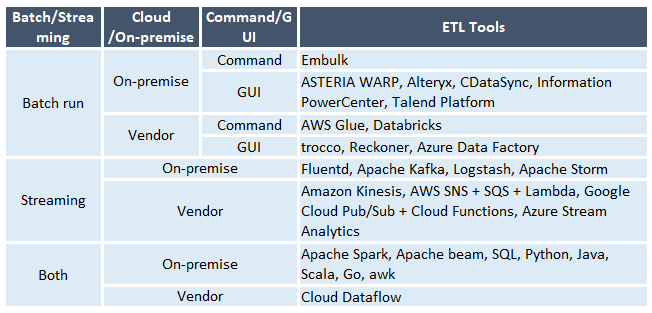 Batch/Strea
ming
Cloud
/On-premise
Command/G
UI
ETL Tools
Batch run
On-premise
Command
Embulk
GUI
ASTERIA WARP, Alteryx, CDataSync, Information
PowerCenter, Talend Platform
Vendor
Command
AWS Glue, Databricks
GUI
trocco, Reckoner, Azure Data Factory
Streaming
On-premise
Fluentd, Apache Kafka, Logstash, Apache Storm
Vendor
Amazon Kinesis, AWS SNS + SQS + Lambda, Google
Cloud Pub/Sub + Cloud Functions, Azure Stream
Analytics
Both
On-premise
Apache Spark, Apache beam, SQL, Python, Java,
Scala, Go, awk
Vendor
Cloud Dataflow